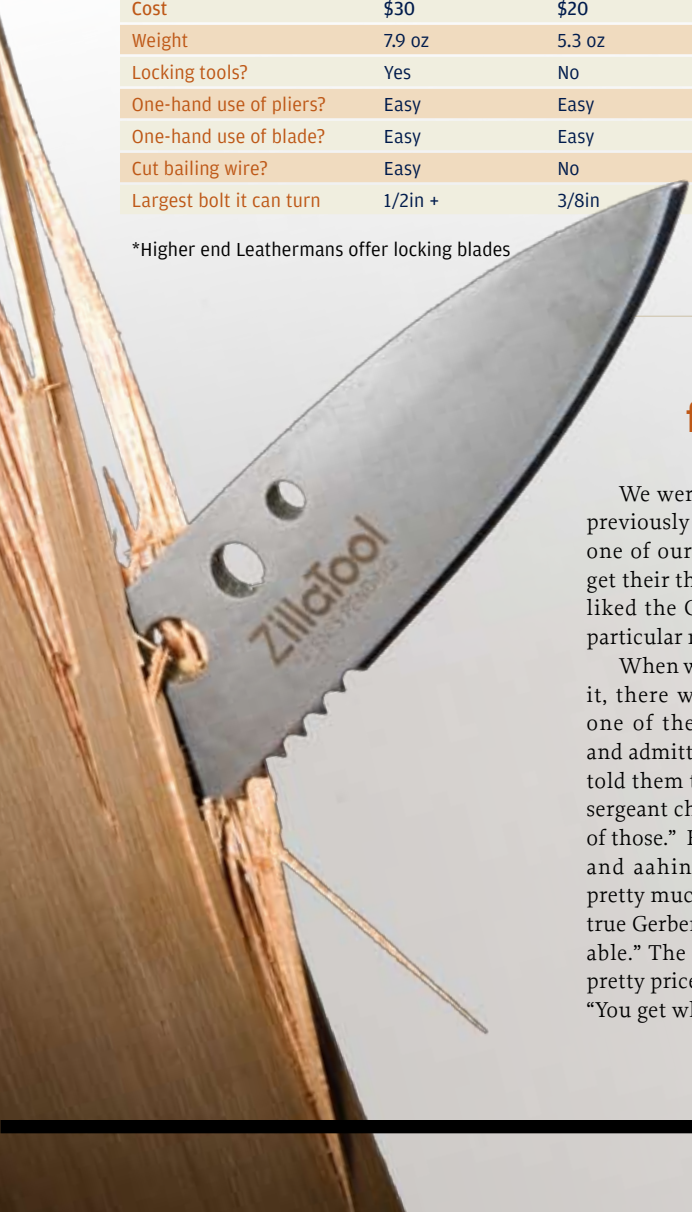 Cost $30 $20
Weight 7.9 oz 5.3 oz
Locking tools? Yes No
One-hand use of pliers? Easy Easy
One-hand use of blade? Easy Easy
Cut bailing wire? Easy No
Largest bolt it can turn 1/2in + 3/8in
*Higher end Leathermans offer locking blades
ZillaTool
PENDING
f
We wer
previously
one of our
get their th
liked the
particular
When w
it, there w
one of the
and admitt
told them
sergeant ch
of those.”
and aahin
pretty muc
true Gerber
able.” The
pretty price
“You get wh